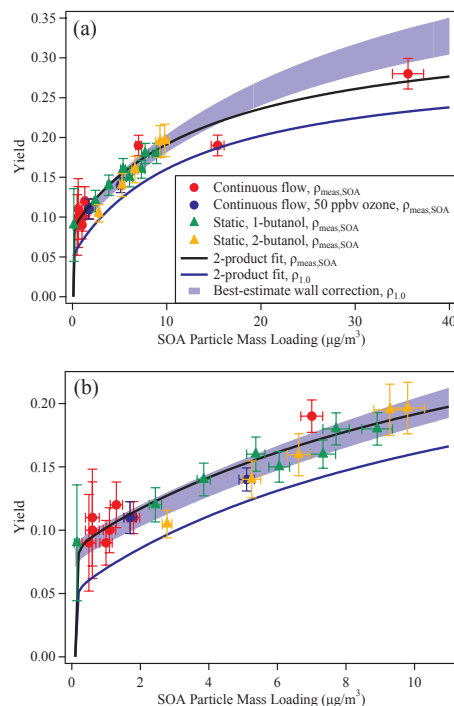 (a)
Yield
0.35
0.30
0.25
0.20
0.15
0.10
0.05
0.00
Continuous flow, ρmeas,SOA
Continuous flow, 50 ppbv ozone, ρmeas,SOA
Static, 1-butanol, ρmeas,SOA
Static, 2-butanol, ρmeas,SOA
2-product fit, ρmeas,SOA
2-product fit, ρ1.0
Best-estimate wall correction, ρ1.0
0 10 20 30 40
SOA Particle Mass Loading (μg/m³)
(b)
Yield
0.20
0.15
0.10
0.05
0.00
0 2 4 6 8 10
SOA Particle Mass Loading (μg/m³)